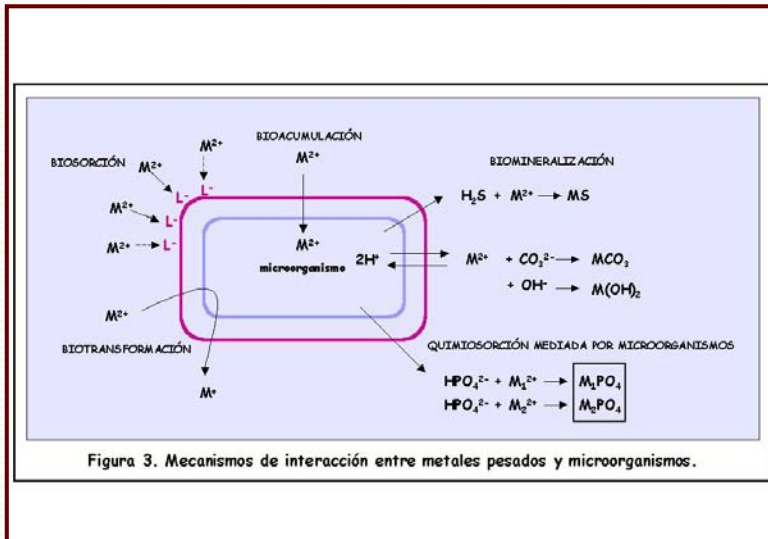 BIOSORCIÓN
M²⁺
M²⁺
L⁻
L⁻
M²⁺
L⁻
M²⁺
L⁻
BIOACUMULACIÓN
M²⁺
M²⁺
microorganismo
2H⁺
BIOMINERALIZACIÓN
H₂S + M²⁺ → MS
M²⁺ + CO₃²⁻ → MCO₃
+ OH⁻ → M(OH)₂
M²⁺
BIOTRANSFORMACIÓN
M⁺
QUIMIOSORCIÓN MEDIADA POR MICROORGANISMOS
HPO₄²⁻ + M₁²⁺ → M₁PO₄
HPO₄²⁻ + M₂²⁺ → M₂PO₄
Figura 3. Mecanismos de interacción entre metales pesados y microorganismos.